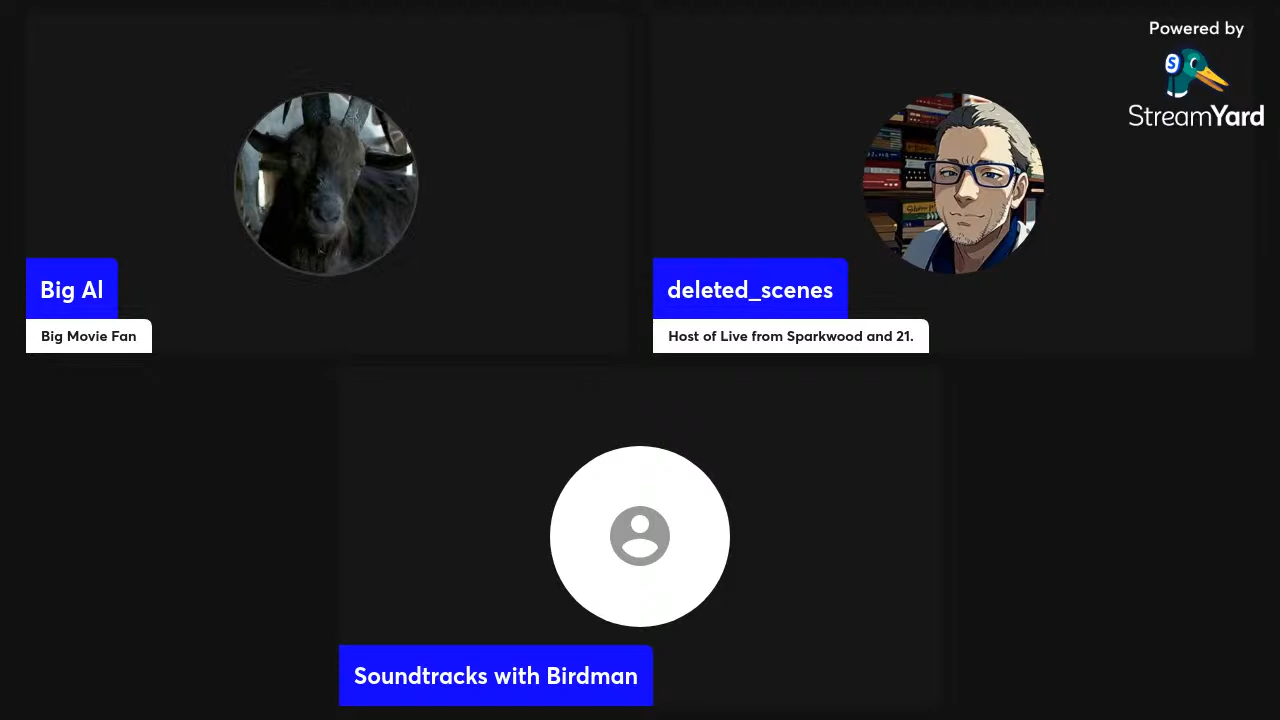 Powered by
S
StreamYard
Big Al
Big Movie Fan
deleted_scenes
Host of Live from Sparkwood and 21.
Soundtracks with Birdman